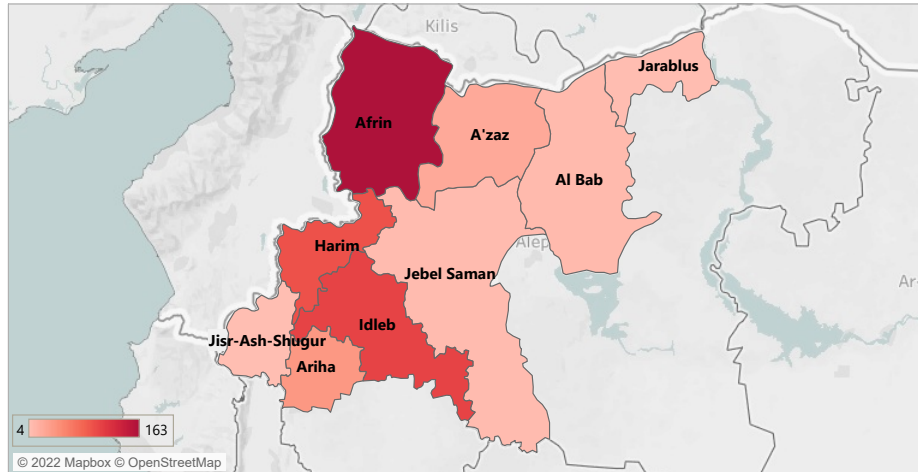 Kilis
Jarablus
Afrin
A'zaz
Al Bab
Harim
Alep
Jebel Saman
Ar-
Idleb
Jisr-Ash-Shugur
Ariha
4
163
© 2022 Mapbox © OpenStreetMap